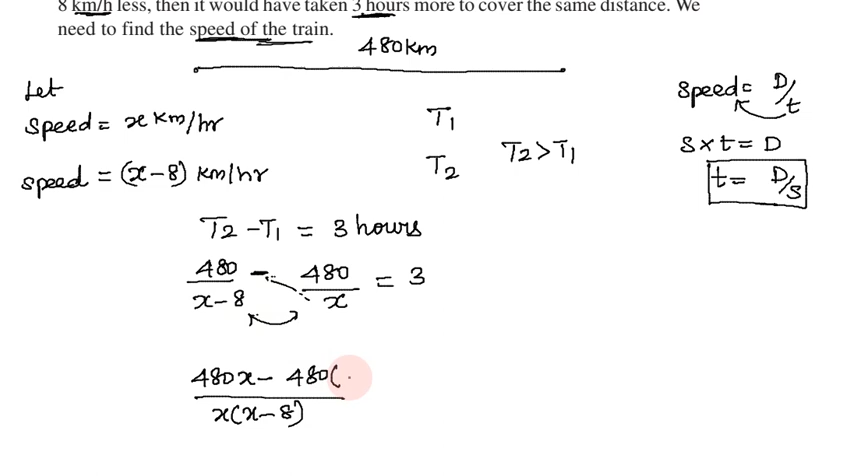 8 km/h less, then it would have taken 3 hours more to cover the same distance. We
need to find the speed of the train.
480km
Let
Speed = x km/hr
T1
Speed = D/t
speed = (x-8) km/hr
T2
T2 > T1
S x t = D
t = D/s
T2 - T1 = 3 hours
480/x-8 - 480/x = 3
480x - 480(
x(x-8)